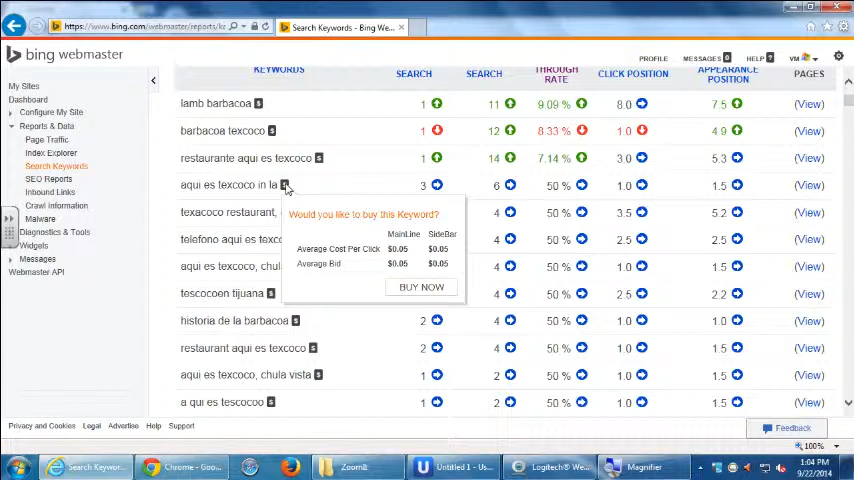 https://www.bing.com/webmaster/reports/ke
Search Keywords - Bing We...
bing webmaster
PROFILE MESSAGES 0 HELP ? VM
KEYWORDS SEARCH SEARCH THROUGH RATE CLICK POSITION APPEARANCE POSITION PAGES
My Sites
Dashboard
Configure My Site
Reports & Data
Page Traffic
Index Explorer
Search Keywords
SEO Reports
Inbound Links
Crawl Information
Malware
Diagnostics & Tools
Widgets
Messages
Webmaster API
lamb barbacoa $ 1 11 9.09 % 8.0 7.5 (View)
barbacoa texcoco $ 1 12 8.33 % 1.0 4.9 (View)
restaurante aqui es texcoco $ 1 14 7.14 % 3.0 5.3 (View)
aqui es texcoco in la $ 3 6 50 % 1.0 1.5 (View)
texacoco restaurant, 4 50 % 3.5 5.2 (View)
telefono aqui es texco 4 50 % 2.5 2.5 (View)
aqui es texcoco, chula 4 50 % 1.0 1.0 (View)
tescocoen tijuana $ 4 50 % 2.5 2.2 (View)
historia de la barbacoa $ 2 4 50 % 1.0 1.0 (View)
restaurant aqui es texcoco $ 2 4 50 % 1.0 1.5 (View)
aqui es texcoco, chula vista $ 1 2 50 % 1.0 1.5 (View)
a qui es tescocoo $ 1 2 50 % 1.0 1.5 (View)
Would you like to buy this Keyword?
MainLine SideBar
Average Cost Per Click $0.05 $0.05
Average Bid $0.05 $0.05
BUY NOW
Privacy and Cookies Legal Advertise Help Support
Feedback
100%
Search Keywor...
Chrome - Goo...
ZoomIt
Untitled 1 - Us...
Logitech® We...
Magnifier
1:04 PM
9/22/2014